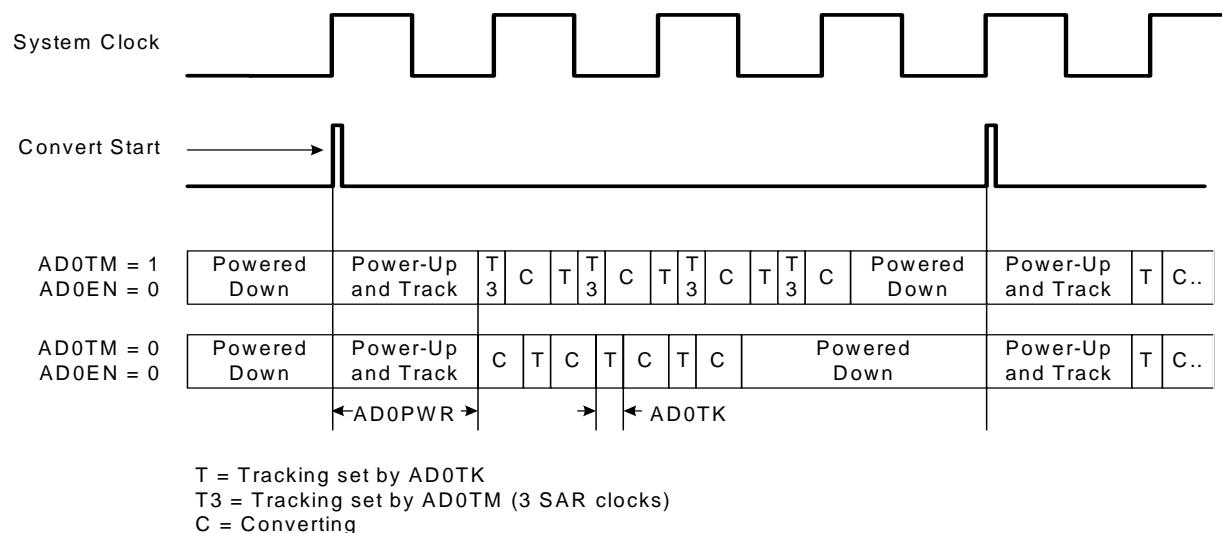 System Clock
Convert Start
AD0TM = 1
AD0EN = 0
Powered
Down
Power-Up
and Track
T
3
C
T
T
3
C
T
T
3
C
T
T
3
C
Powered
Down
Power-Up
and Track
T
C..
AD0TM = 0
AD0EN = 0
Powered
Down
Power-Up
and Track
C
T
C
T
C
T
C
Powered
Down
Power-Up
and Track
T
C..
AD0PWR
AD0TK
T = Tracking set by AD0TK
T3 = Tracking set by AD0TM (3 SAR clocks)
C = Converting